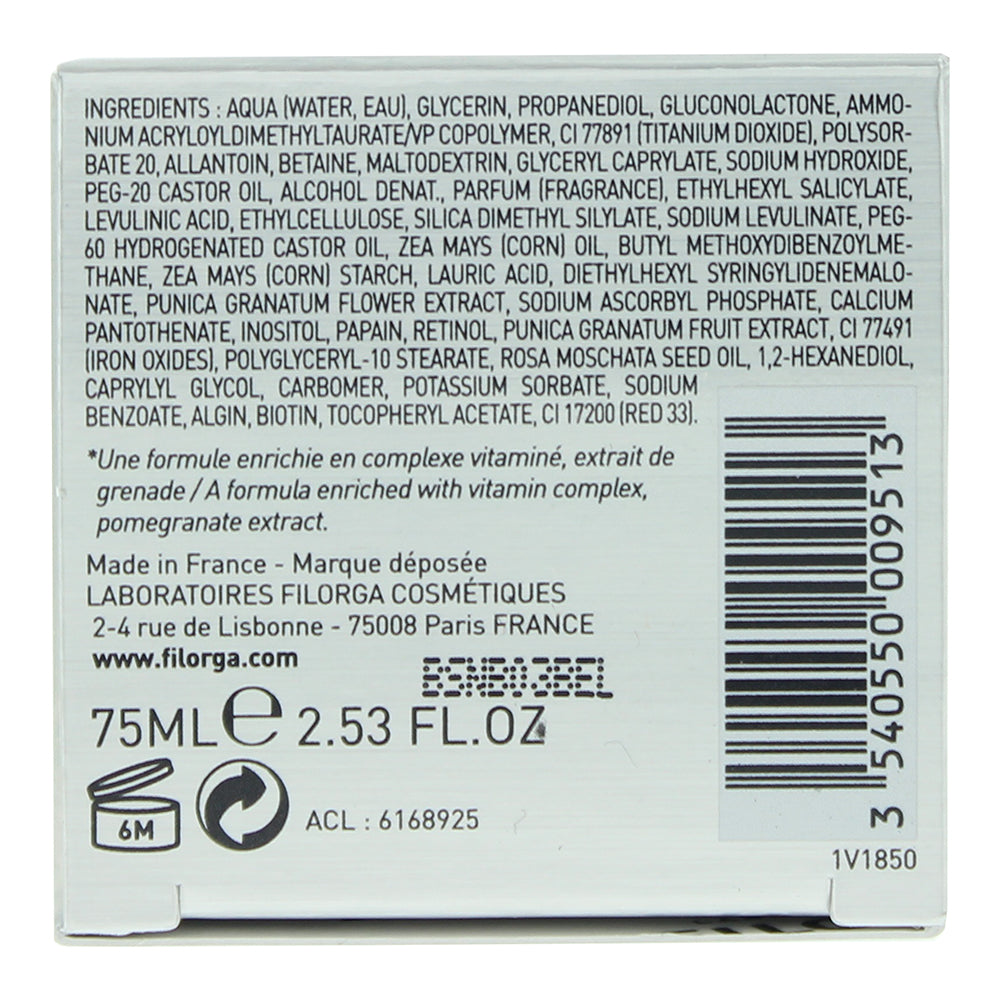 INGREDIENTS : AQUA (WATER, EAU), GLYCERIN, PROPANEDIOL, GLUCONOLACTONE, AMMO-
NIUM ACRYLOYLDIMETHYLTAURATE/VP COPOLYMER, CI 77891 (TITANIUM DIOXIDE), POLYSOR-
BATE 20, ALLANTOIN, BETAINE, MALTODEXTRIN, GLYCERYL CAPRYLATE, SODIUM HYDROXIDE,
PEG-20 CASTOR OIL, ALCOHOL DENAT., PARFUM (FRAGRANCE), ETHYLHEXYL SALICYLATE,
LEVULINIC ACID, ETHYLCELLULOSE, SILICA DIMETHYL SILYLATE, SODIUM LEVULINATE, PEG-
60 HYDROGENATED CASTOR OIL, ZEA MAYS (CORN) OIL, BUTYL METHOXYDIBENZOYLME-
THANE, ZEA MAYS (CORN) STARCH, LAURIC ACID, DIETHYLHEXYL SYRINGYLIDENEMALO-
NATE, PUNICA GRANATUM FLOWER EXTRACT, SODIUM ASCORBYL PHOSPHATE, CALCIUM
PANTOTHENATE, INOSITOL, PAPAIN, RETINOL, PUNICA GRANATUM FRUIT EXTRACT, CI 77491
(IRON OXIDES), POLYGLYCERYL-10 STEARATE, ROSA MOSCHATA SEED OIL, 1,2-HEXANEDIOL,
CAPRYLYL GLYCOL, CARBOMER, POTASSIUM SORBATE, SODIUM
BENZOATE, ALGIN, BIOTIN, TOCOPHERYL ACETATE, CI 17200 (RED 33).
*Une formule enrichie en complexe vitaminé, extrait de
grenade / A formula enriched with vitamin complex,
pomegranate extract.
Made in France - Marque déposée
LABORATOIRES FILORGA COSMÉTIQUES
2-4 rue de Lisbonne - 75008 Paris FRANCE
www.filorga.com
75ML e 2.53 FL.OZ
6M
ACL : 6168925
3 540550 009513
1V1850